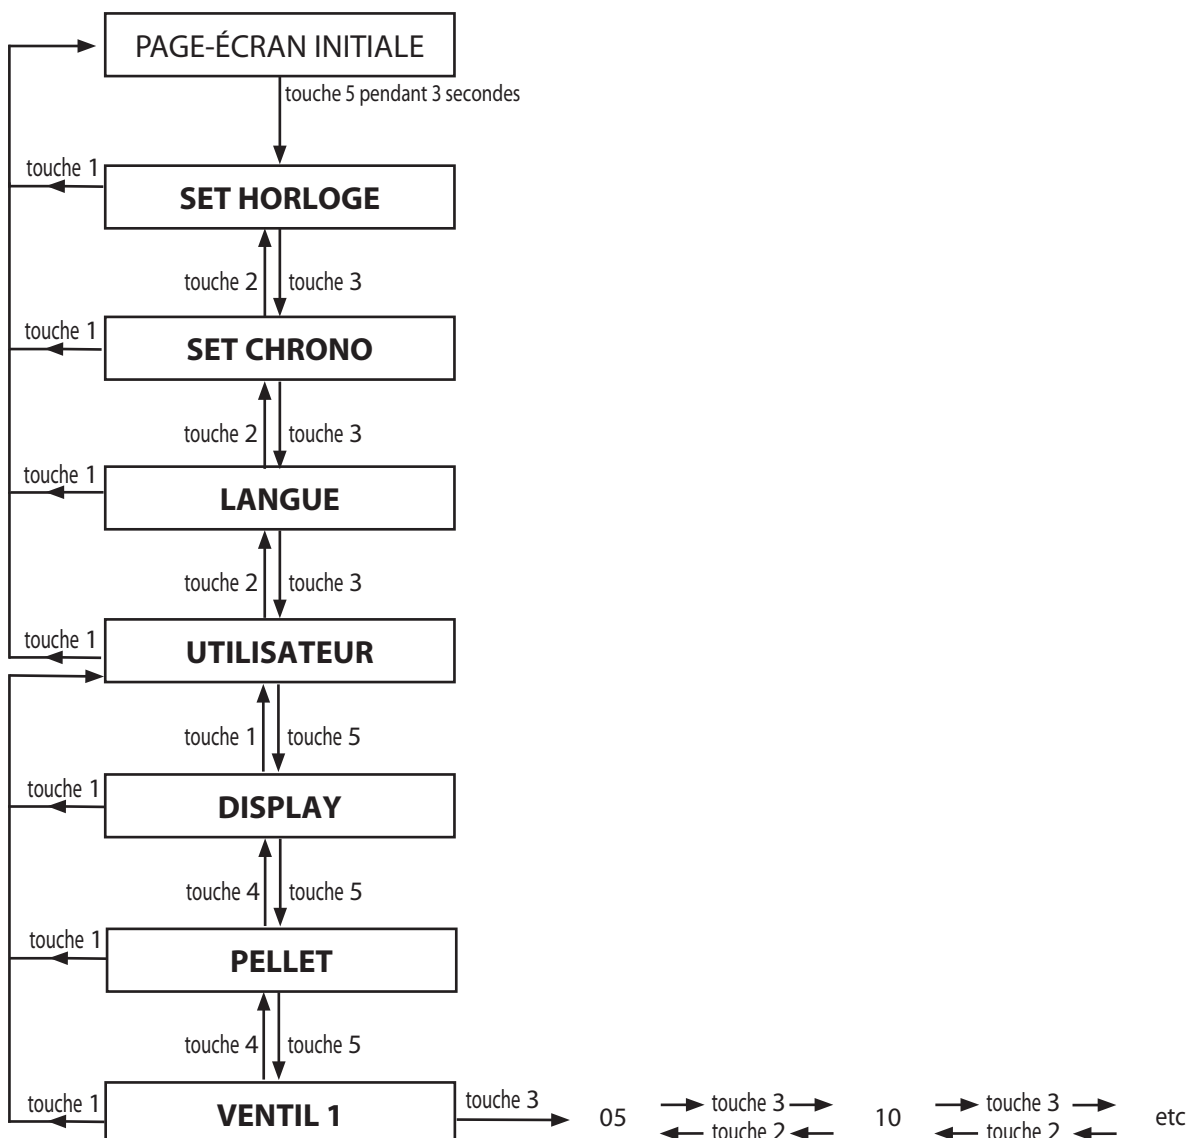 PAGE-ÉCRAN INITIALE
touche 5 pendant 3 secondes
touche 1
SET HORLOGE
touche 2 touche 3
touche 1
SET CHRONO
touche 2 touche 3
touche 1
LANGUE
touche 2 touche 3
touche 1
UTILISATEUR
touche 1 touche 5
touche 1
DISPLAY
touche 4 touche 5
touche 1
PELLET
touche 4 touche 5
touche 1
VENTIL 1
touche 3
05
touche 3
touche 2
10
touche 3
touche 2
etc